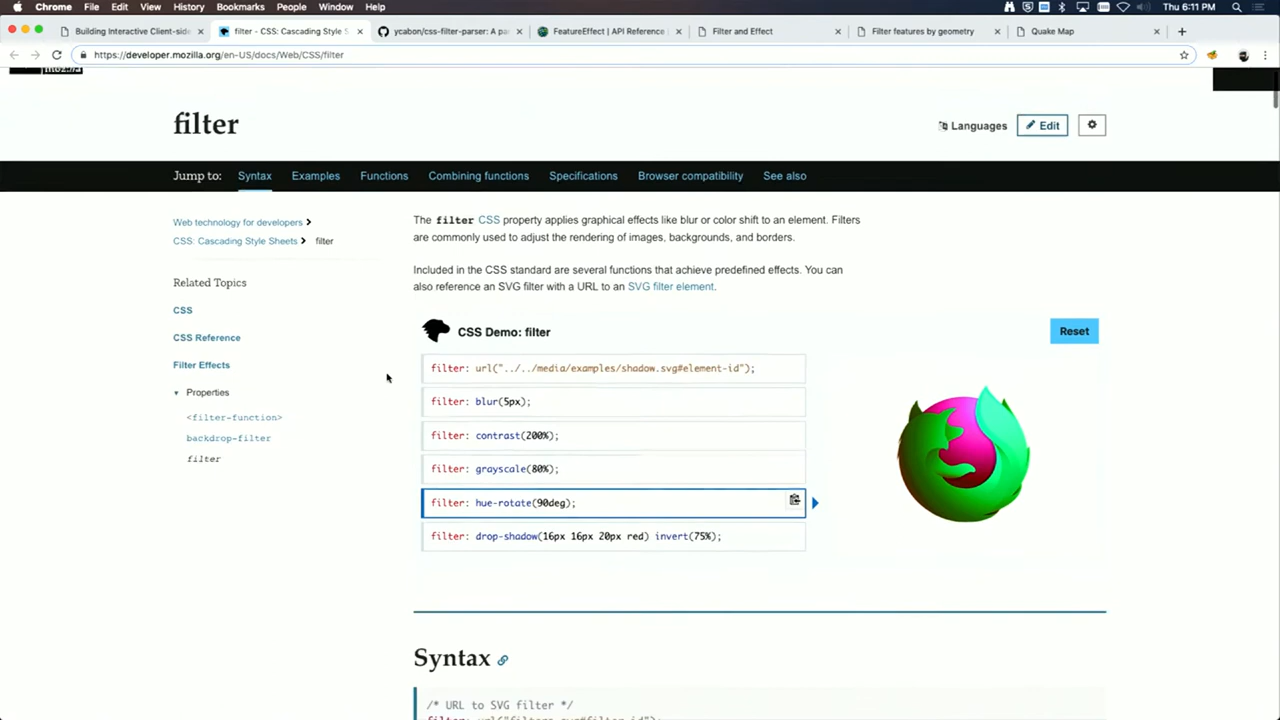 Chrome File Edit View History Bookmarks People Window Help Thu 6:11 PM
Building Interactive Client-side filter - CSS: Cascading Style S ycabon/css-filter-parser: A pa FeatureEffect | API Reference Filter and Effect Filter features by geometry Quake Map
https://developer.mozilla.org/en-US/docs/Web/CSS/filter
filter
Languages Edit
Jump to: Syntax Examples Functions Combining functions Specifications Browser compatibility See also
Web technology for developers
CSS: Cascading Style Sheets filter
Related Topics
CSS
CSS Reference
Filter Effects
Properties
<filter-function>
backdrop-filter
filter
The filter CSS property applies graphical effects like blur or color shift to an element. Filters
are commonly used to adjust the rendering of images, backgrounds, and borders.
Included in the CSS standard are several functions that achieve predefined effects. You can
also reference an SVG filter with a URL to an SVG filter element.
CSS Demo: filter
Reset
filter: url("../../media/examples/shadow.svg#element-id");
filter: blur(5px);
filter: contrast(200%);
filter: grayscale(80%);
filter: hue-rotate(90deg);
filter: drop-shadow(16px 16px 20px red) invert(75%);
Syntax
/* URL to SVG filter */
filter: url("filters.svg#filter-id");